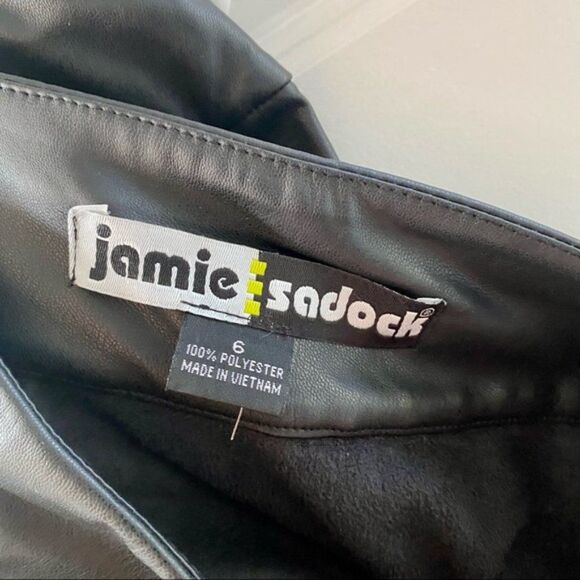 jamie sadock®
6
100% POLYESTER
MADE IN VIETNAM